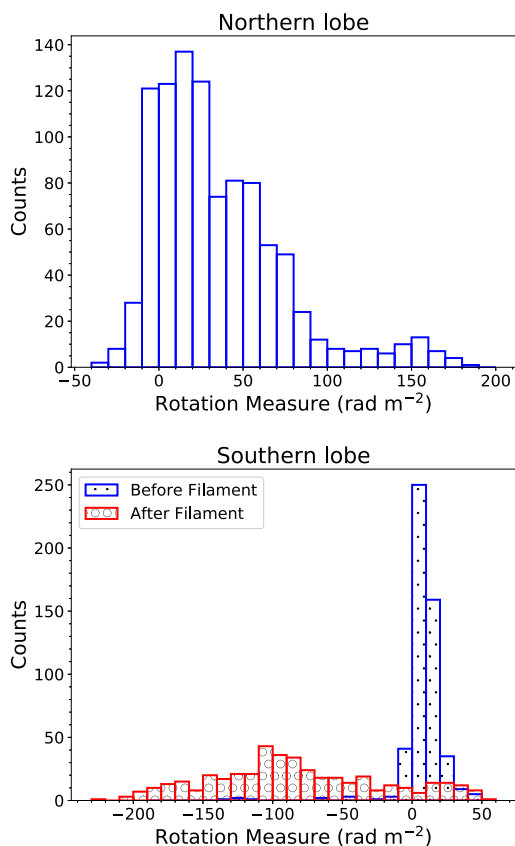 Northern lobe
140
120
100
80
60
40
20
0
Counts
−50 0 50 100 150 200
Rotation Measure (rad m⁻²)
Southern lobe
Before Filament
After Filament
250
200
150
100
50
0
Counts
−200 −150 −100 −50 0 50
Rotation Measure (rad m⁻²)